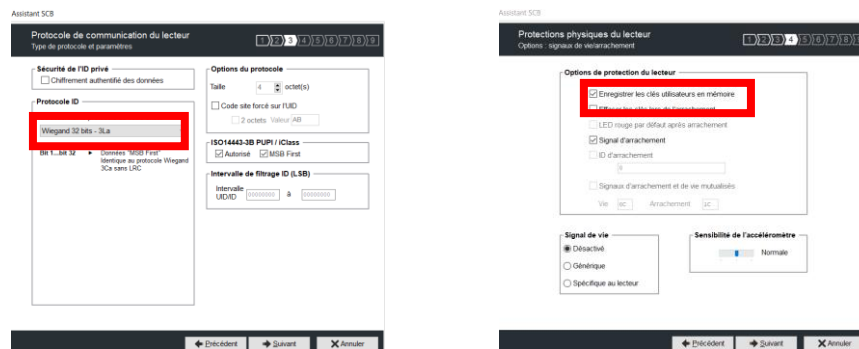 Assistant SCB
Protocole de communication du lecteur
Type de protocole et paramètres
1 2 3 4 5 6 7 8 9
Sécurité de l'ID privé
Chiffrement authentifié des données
Protocole ID
Wiegand 32 bits - 3La
Bit 1...bit 32 ► Données "MSB First"
Identique au protocole Wiegand
3Ca sans LRC
Options du protocole
Taille 4 octet(s)
Code site forcé sur l'UID
2 octets Valeur AB
ISO14443-3B PUPI / iClass
Autorisé MSB First
Intervalle de filtrage ID (LSB)
Intervalle
UID/ID 00000000 à 00000000
Précédent Suivant Annuler
Assistant SCB
Protections physiques du lecteur
Options : signaux de vie/arrachement
1 2 3 4 5 6 7 8
Options de protection du lecteur
Enregistrer les clés utilisateurs en mémoire
Effacer les clés lors de l'arrachement
LED rouge par défaut après arrachement
Signal d'arrachement
ID d'arrachement
Signaux d'arrachement et de vie mutualisés
Vie Arrachement
Signal de vie
Désactivé
Générique
Spécifique au lecteur
Sensibilité de l'accéléromètre
Normale
Précédent Suivant Annuler